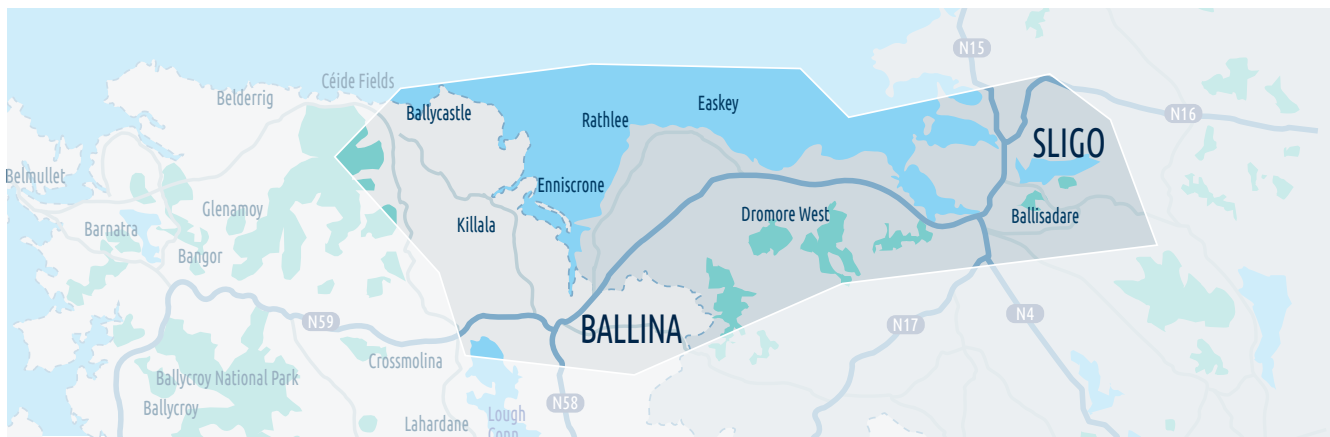 N15
Céide Fields
Belderrig
Ballycastle
Easkey
Rathlee
N16
SLIGO
Belmullet
Enniscrone
Glenamoy
Dromore West
Ballisadare
Barnatra
Killala
Bangor
N59
BALLINA
N17
N4
Crossmolina
Ballycroy National Park
Ballycroy
N58
Lahardane
Lough
Conn